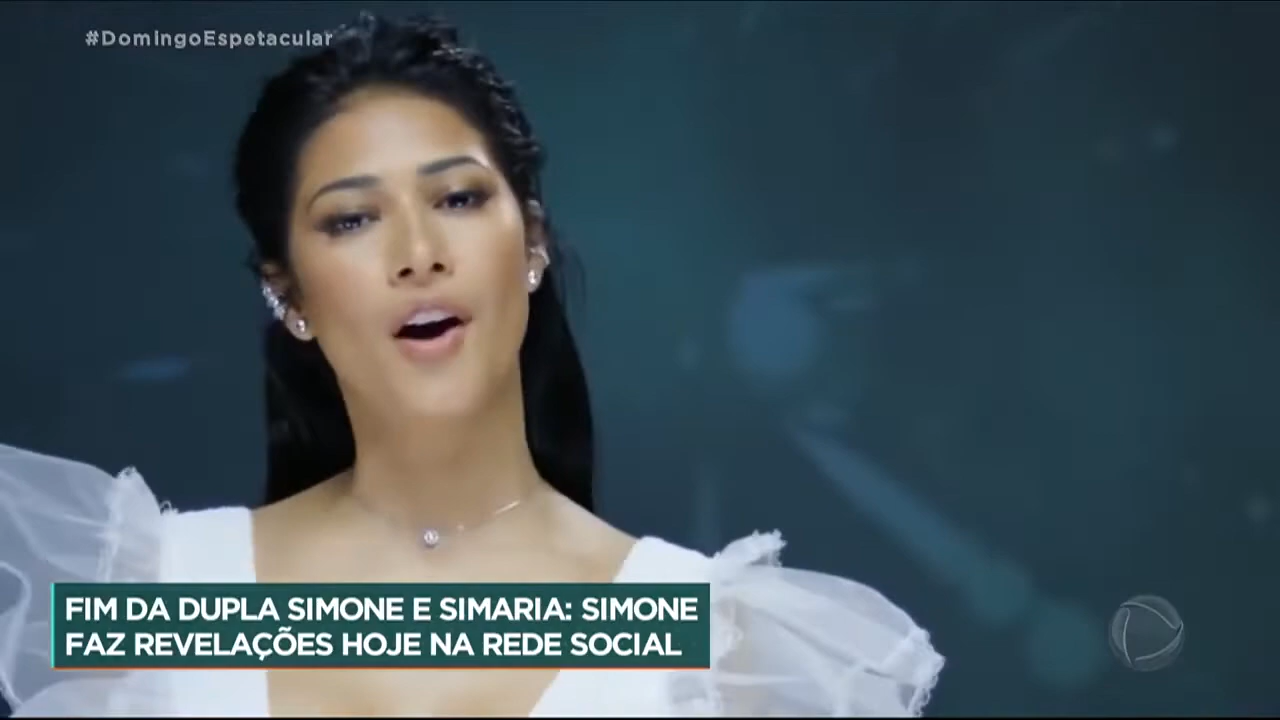 #DomingoEspetacular
FIM DA DUPLA SIMONE E SIMARIA: SIMONE
FAZ REVELAÇÕES HOJE NA REDE SOCIAL